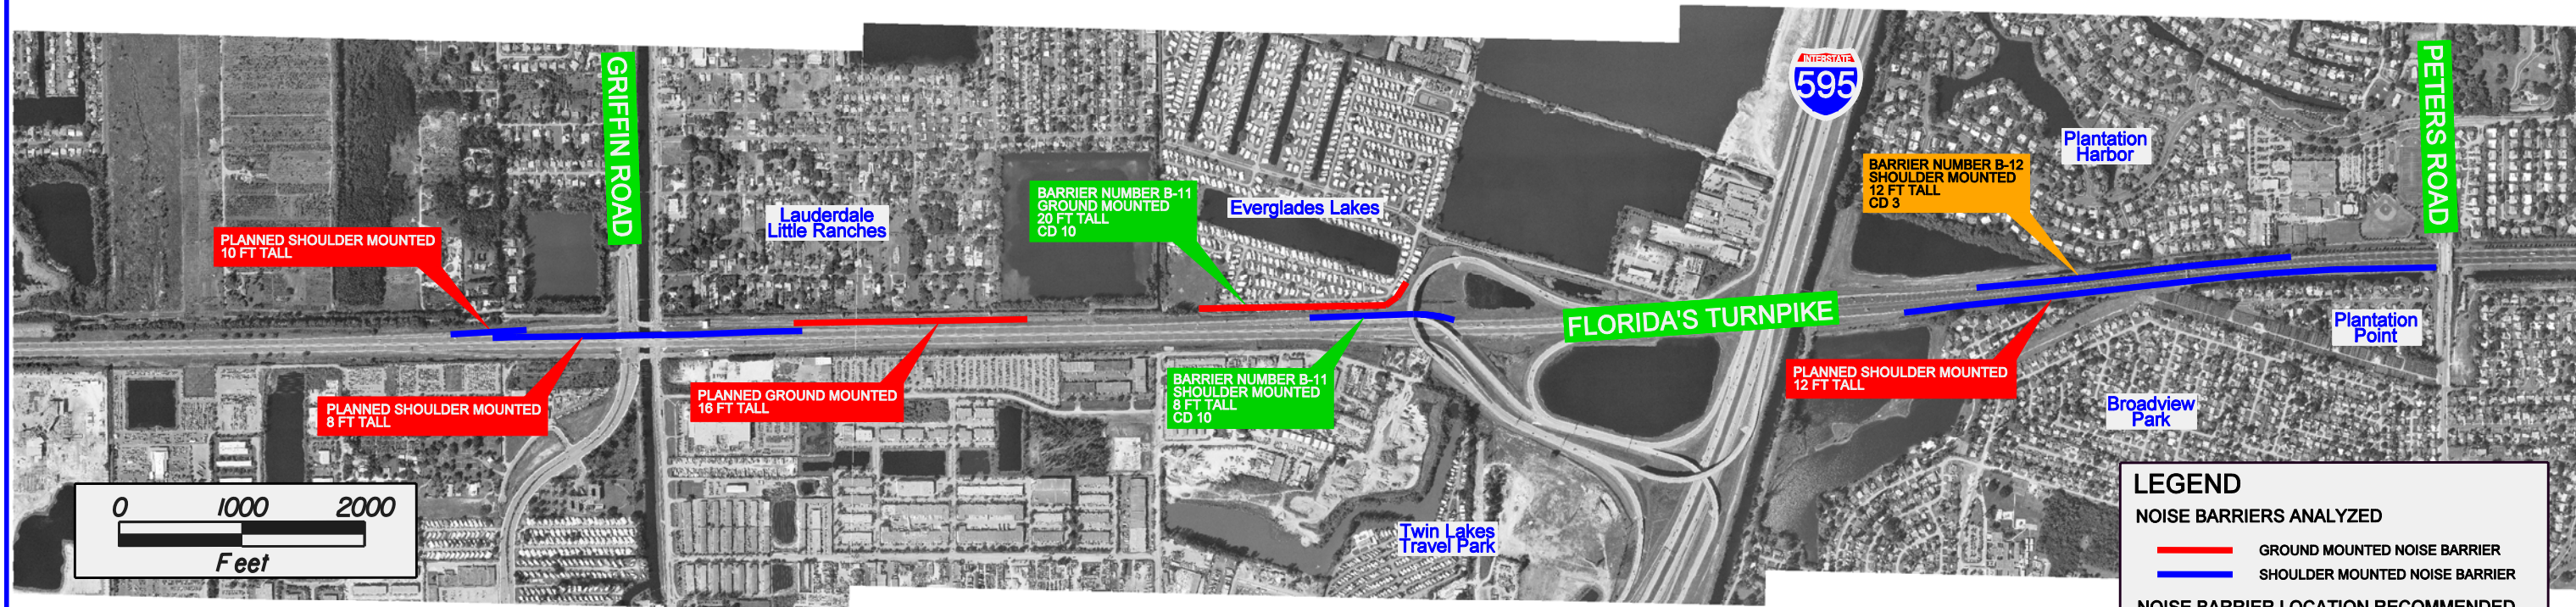 GRIFFIN ROAD
INTERSTATE
595
PETERS ROAD
Plantation
Harbor
BARRIER NUMBER B-12
SHOULDER MOUNTED
12 FT TALL
CD 3
BARRIER NUMBER B-11
GROUND MOUNTED
20 FT TALL
CD 10
Everglades Lakes
Lauderdale
Little Ranches
PLANNED SHOULDER MOUNTED
10 FT TALL
FLORIDA'S TURNPIKE
Plantation
Point
PLANNED SHOULDER MOUNTED
12 FT TALL
BARRIER NUMBER B-11
SHOULDER MOUNTED
8 FT TALL
CD 10
PLANNED GROUND MOUNTED
16 FT TALL
PLANNED SHOULDER MOUNTED
8 FT TALL
Broadview
Park
Twin Lakes
Travel Park
0 1000 2000
Feet
LEGEND
NOISE BARRIERS ANALYZED
GROUND MOUNTED NOISE BARRIER
SHOULDER MOUNTED NOISE BARRIER
NOISE BARRIER LOCATION RECOMMENDED